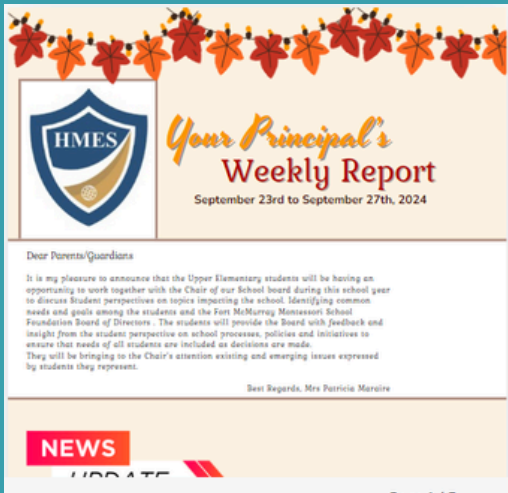 HMES
Your Principal's
Weekly Report
September 23rd to September 27th, 2024
Dear Parents/Guardians
It is my pleasure to announce that the Upper Elementary students will be having an
opportunity to work together with the Chair of our School board during this school year
to discuss Student perspectives on topics impacting the school. Identifying common
needs and goals among the students and the Fort McMurray Montessori School
Foundation Board of Directors . The students will provide the Board with feedback and
insight from the student perspective on school processes, policies and initiatives to
ensure that needs of all students are included as decisions are made.
They will be bringing to the Chair's attention existing and emerging issues expressed
by students they represent.
Best Regards, Mrs Patricia Maraire
NEWS
UPDATE